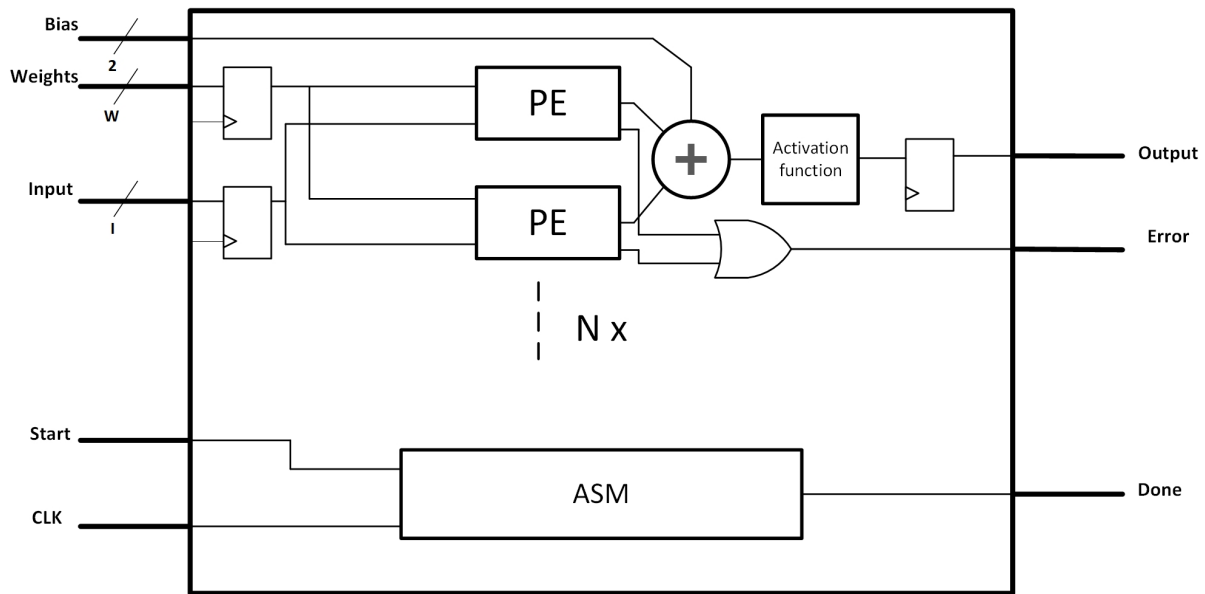 Bias
2
Weights
W
Input
I
PE
PE
+
Activation
function
Output
Error
N x
Start
CLK
ASM
Done